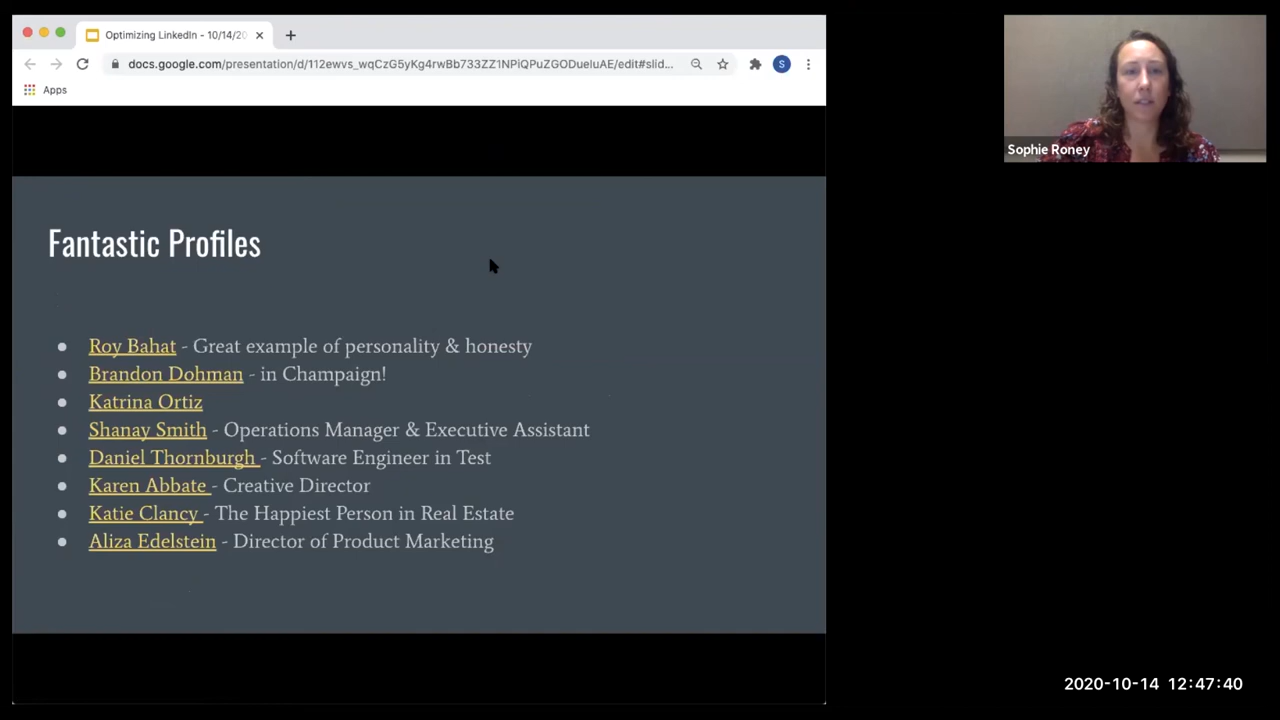 Optimizing LinkedIn - 10/14/20
docs.google.com/presentation/d/112ewvs_wqCzG5yKg4rwBb733ZZ1NPiQPuZGODueluAE/edit#slid...
S
Apps
Sophie Roney
Fantastic Profiles
● Roy Bahat - Great example of personality & honesty
● Brandon Dohman - in Champaign!
● Katrina Ortiz
● Shanay Smith - Operations Manager & Executive Assistant
● Daniel Thornburgh - Software Engineer in Test
● Karen Abbate - Creative Director
● Katie Clancy - The Happiest Person in Real Estate
● Aliza Edelstein - Director of Product Marketing
2020-10-14 12:47:40